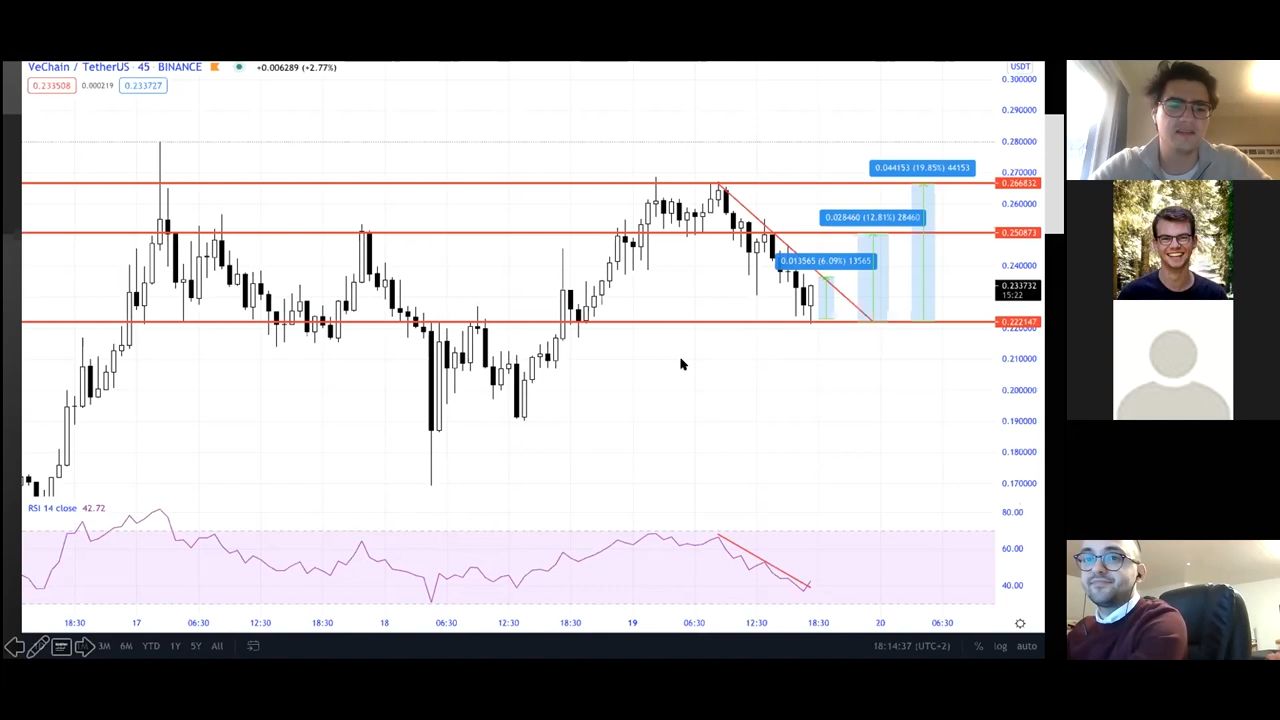 VeChain / TetherUS · 45 BINANCE +0.006289 (+2.77%)
0.233508 0.000219 0.233727
USDT
0.300000
0.290000
0.280000
0.270000
0.266832
0.260000
0.250873
0.240000
0.233732
15:22
0.222147
0.220000
0.210000
0.200000
0.190000
0.180000
0.170000
0.044153 (19.85%) 44153
0.028460 (12.81%) 28460
0.013565 (6.09%) 13565
RSI 14 close 42.72
80.00
60.00
40.00
18:30 17 06:30 12:30 18 06:30 12:30 18:30 19 06:30 12:30 18:30 20 06:30
3M 6M YTD 1Y 5Y All 18:14:37 (UTC+2) % log auto